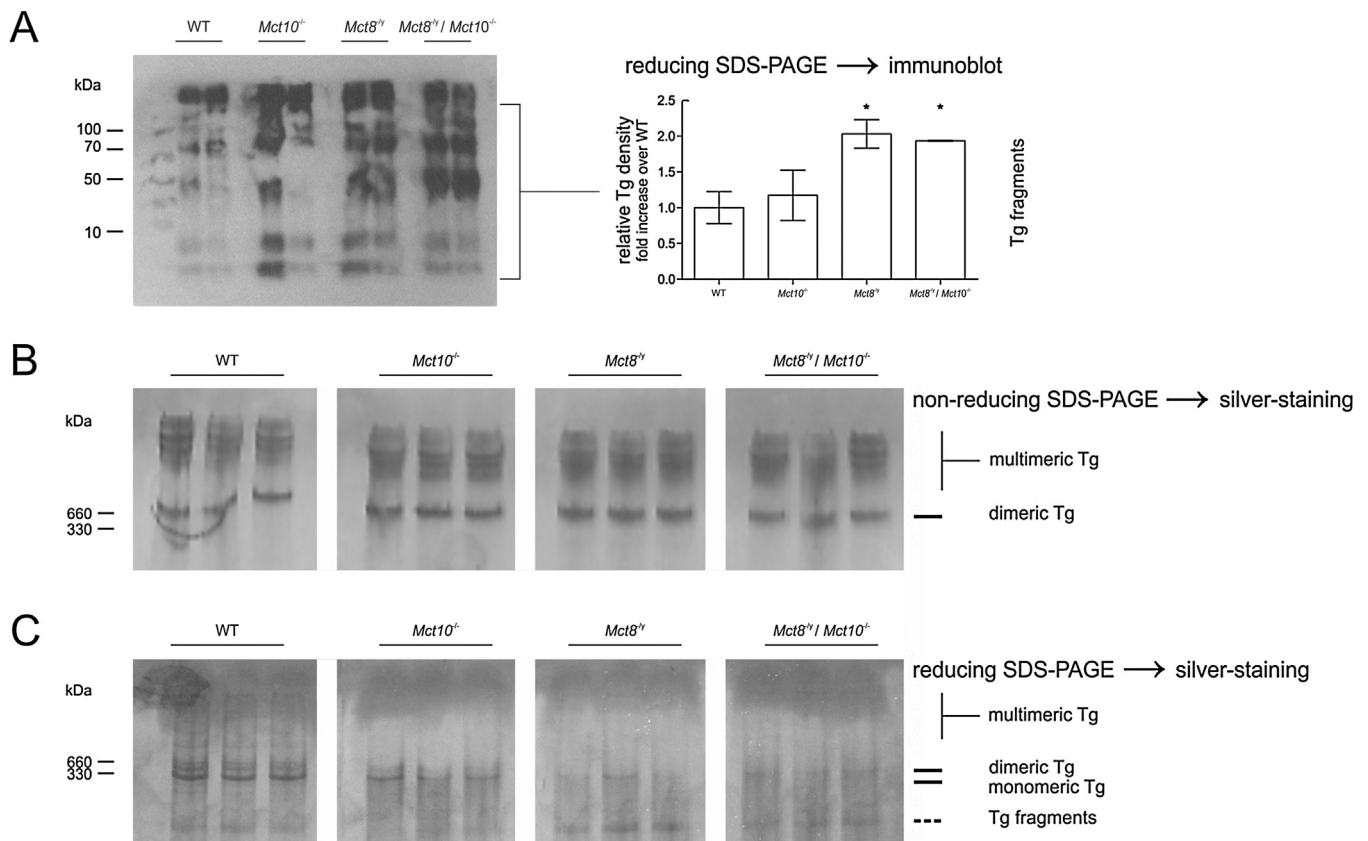 A
WT Mct10-/- Mct8-/y Mct8-/y / Mct10-/-
kDa
100
70
50
10
reducing SDS-PAGE → immunoblot
relative Tg density
fold increase over WT
2.5
2.0
1.5
1.0
0.5
0.0
* *
WT Mct10-/- Mct8-/y Mct8-/y / Mct10-/-
Tg fragments
B
WT Mct10-/- Mct8-/y Mct8-/y / Mct10-/-
kDa
660
330
non-reducing SDS-PAGE → silver-staining
multimeric Tg
dimeric Tg
C
WT Mct10-/- Mct8-/y Mct8-/y / Mct10-/-
kDa
660
330
reducing SDS-PAGE → silver-staining
multimeric Tg
dimeric Tg
monomeric Tg
Tg fragments